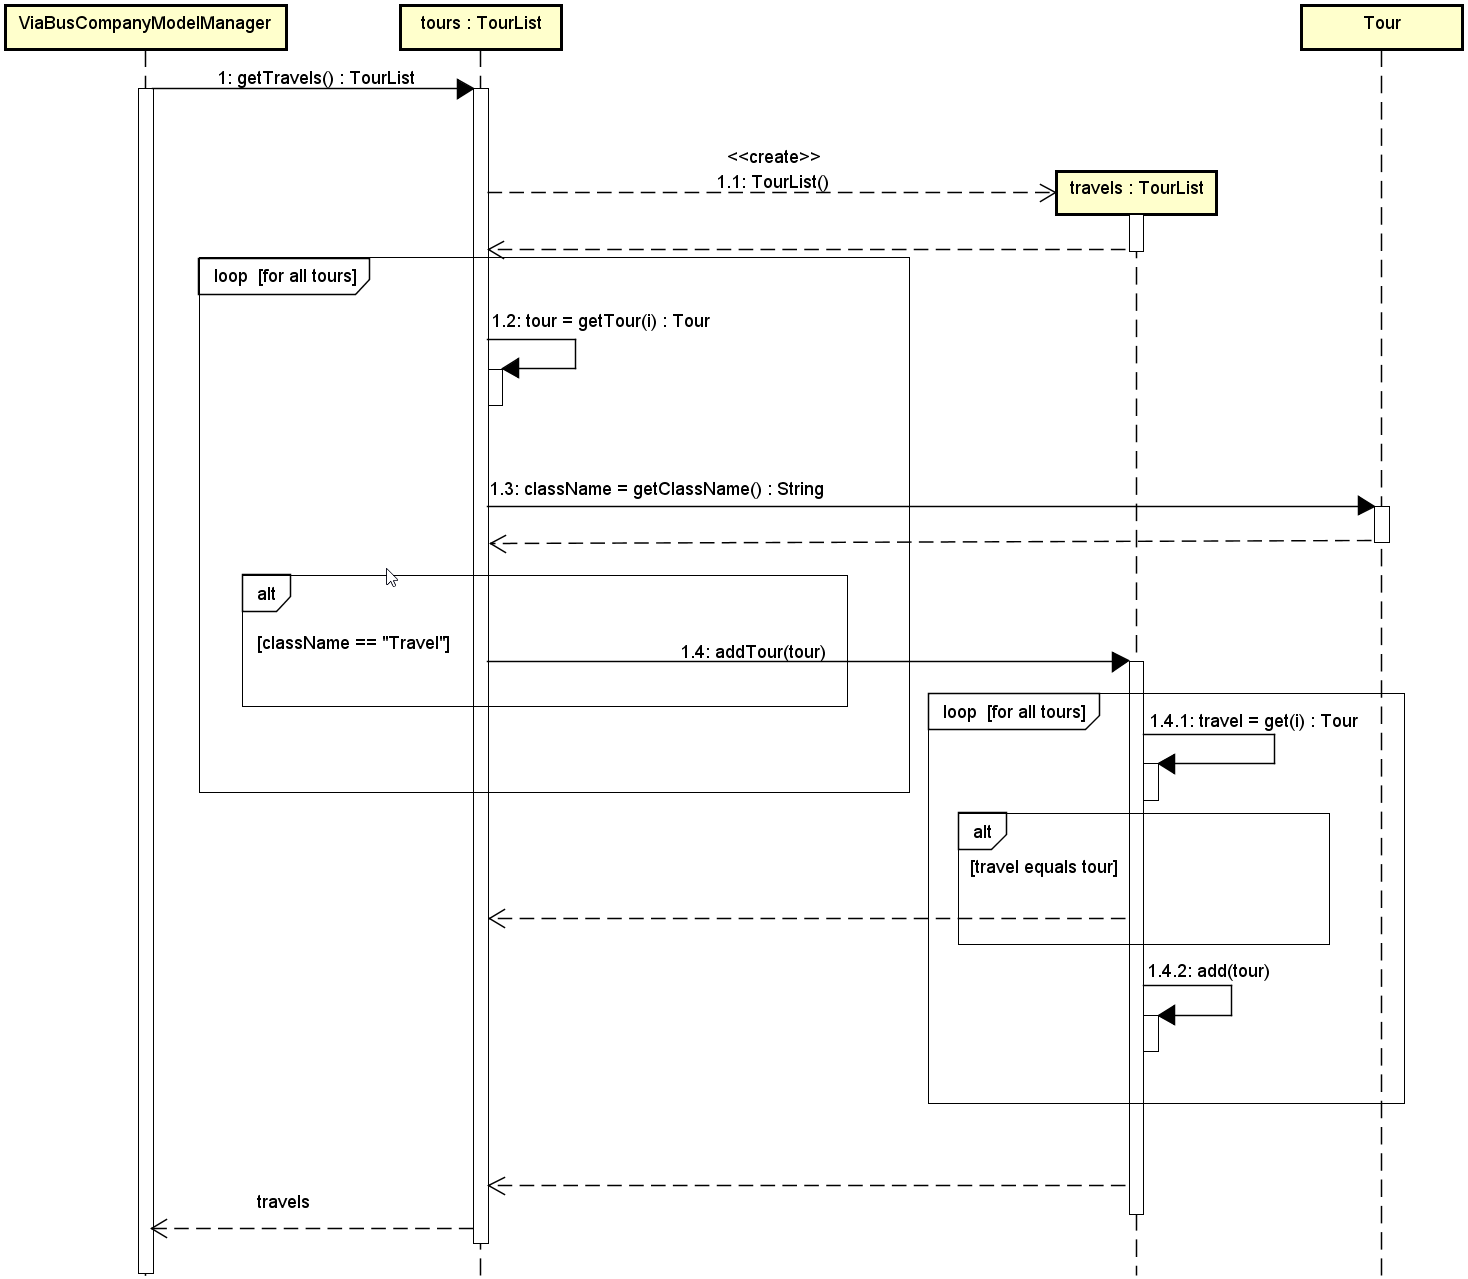 ViaBusCompanyModelManager
tours : TourList
Tour
1: getTravels() : TourList
<<create>>
1.1: TourList()
travels : TourList
loop [for all tours]
1.2: tour = getTour(i) : Tour
1.3: className = getClassName() : String
alt
[className == "Travel"]
1.4: addTour(tour)
loop [for all tours]
1.4.1: travel = get(i) : Tour
alt
[travel equals tour]
1.4.2: add(tour)
travels